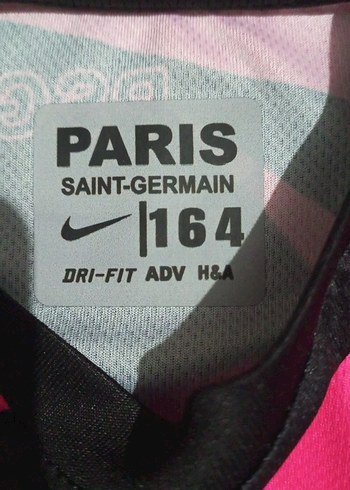 PARIS
SAINT-GERMAIN
164
DRI-FIT ADV H&A